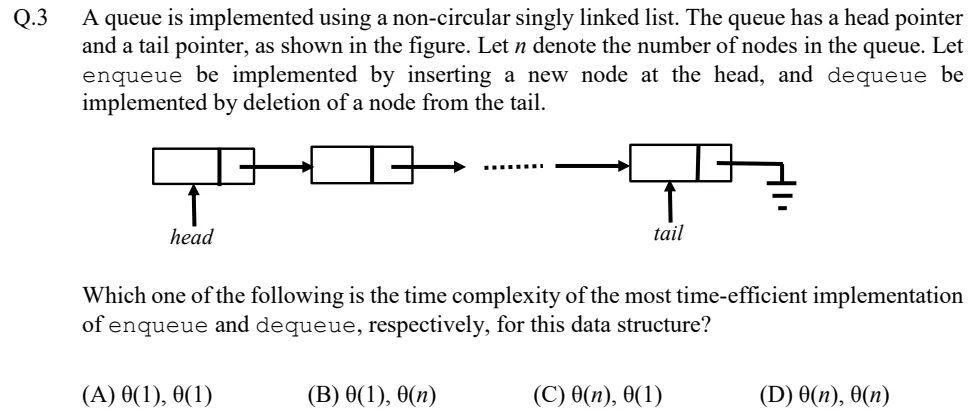 Q.3 A queue is implemented using a non-circular singly linked list. The queue has a head pointer
and a tail pointer, as shown in the figure. Let n denote the number of nodes in the queue. Let
enqueue be implemented by inserting a new node at the head, and dequeue be
implemented by deletion of a node from the tail.
head
tail
Which one of the following is the time complexity of the most time-efficient implementation
of enqueue and dequeue, respectively, for this data structure?
(A) θ(1), θ(1) (B) θ(1), θ(n) (C) θ(n), θ(1) (D) θ(n), θ(n)